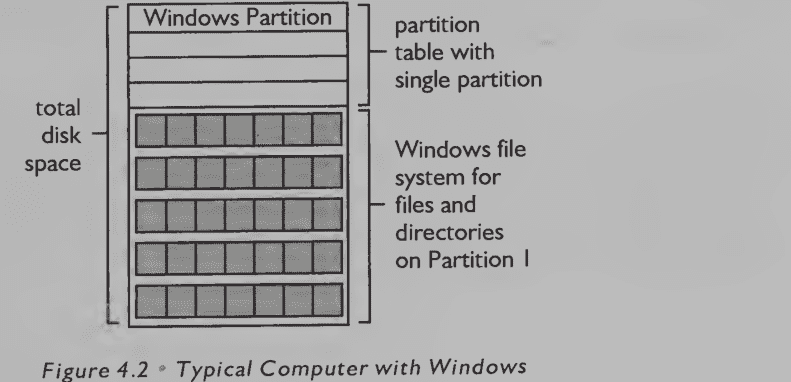 Windows Partition
partition
table with
single partition
total
disk
space
Windows file
system for
files and
directories
on Partition 1
Figure 4.2 • Typical Computer with Windows